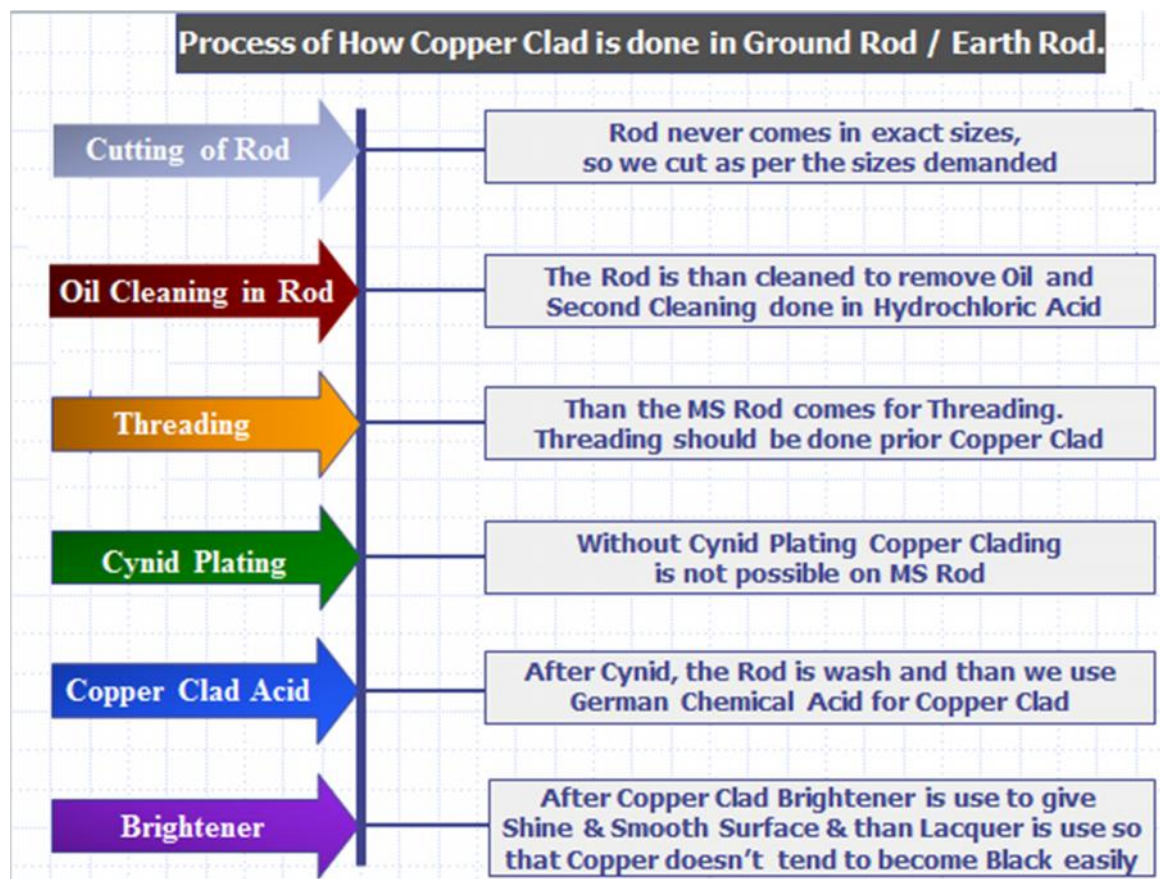 Process of How Copper Clad is done in Ground Rod / Earth Rod.
Cutting of Rod
Rod never comes in exact sizes,
so we cut as per the sizes demanded
Oil Cleaning in Rod
The Rod is than cleaned to remove Oil and
Second Cleaning done in Hydrochloric Acid
Threading
Than the MS Rod comes for Threading.
Threading should be done prior Copper Clad
Cynid Plating
Without Cynid Plating Copper Clading
is not possible on MS Rod
Copper Clad Acid
After Cynid, the Rod is wash and than we use
German Chemical Acid for Copper Clad
Brightener
After Copper Clad Brightener is use to give
Shine & Smooth Surface & than Lacquer is use so
that Copper doesn't tend to become Black easily